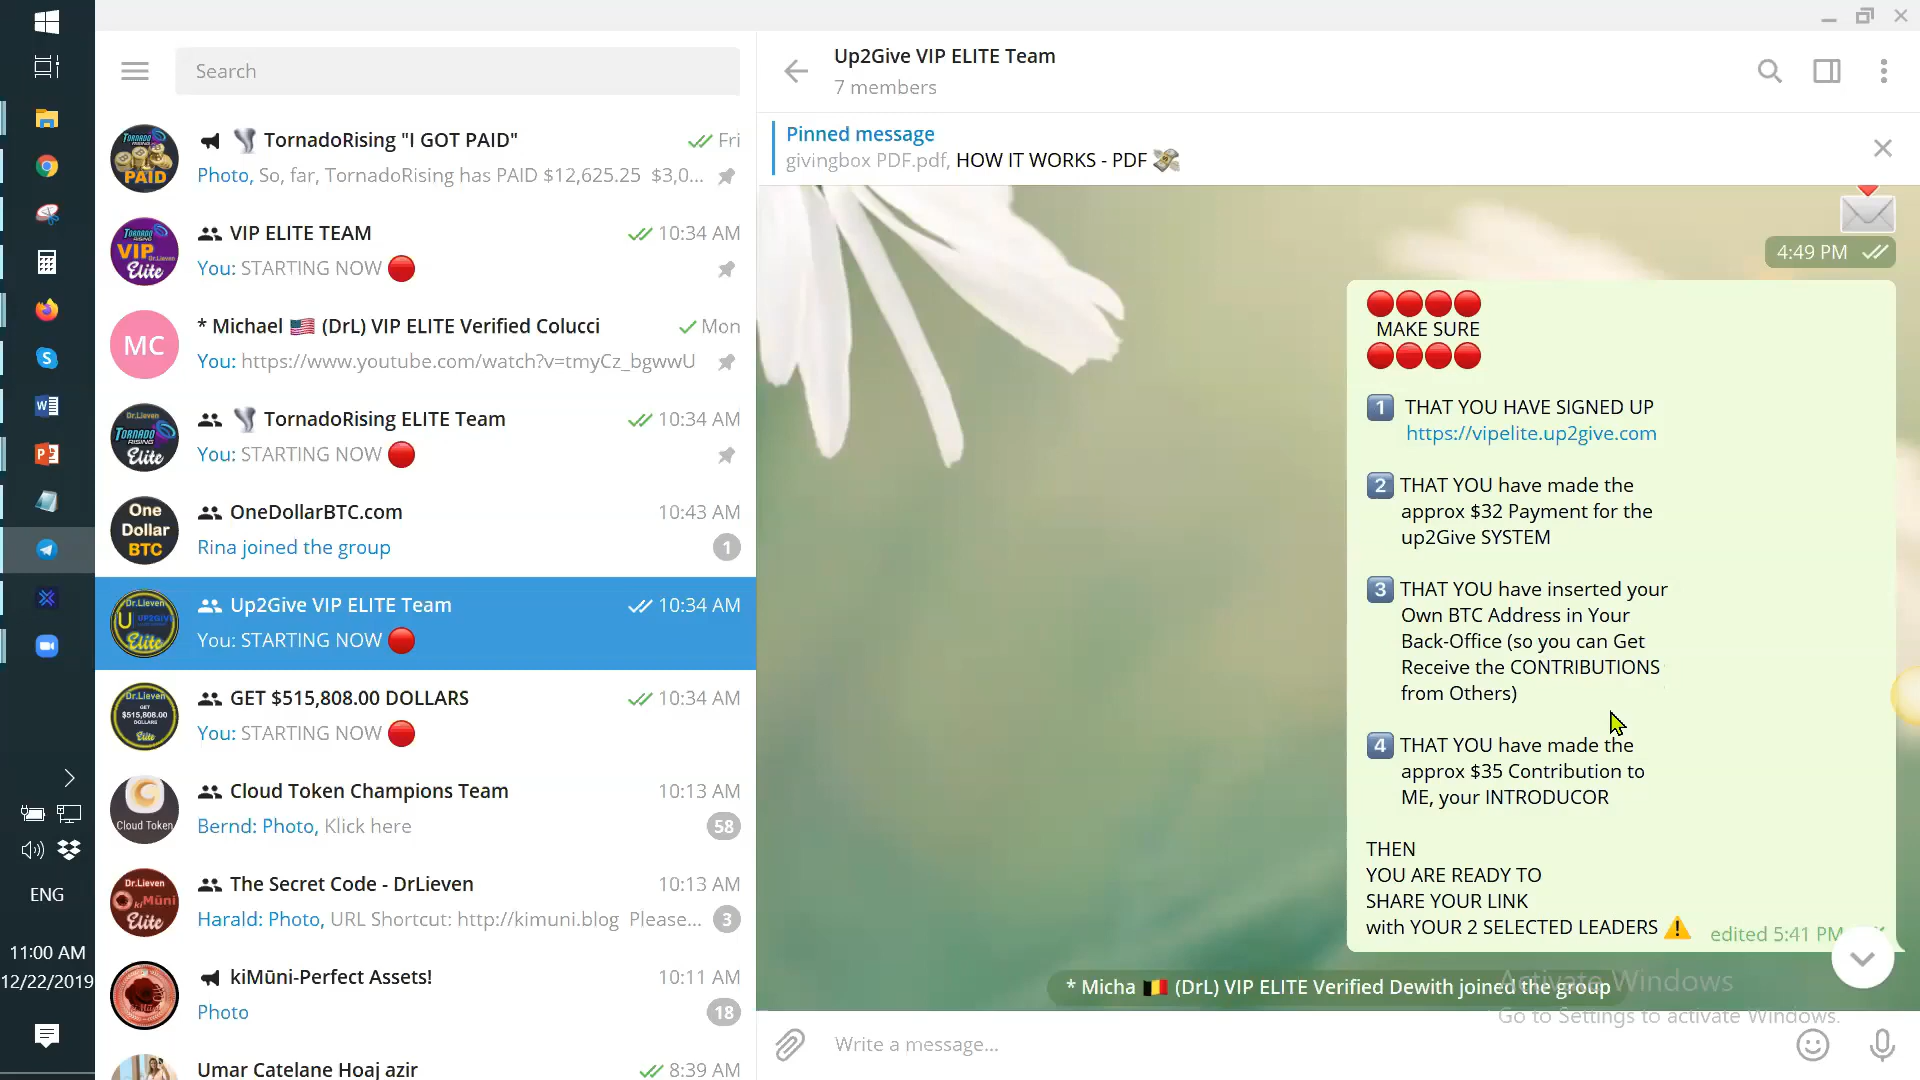 Search
TornadoRising "I GOT PAID"
Fri
Photo, So, far, TornadoRising has PAID $12,625.25 $3,0...
VIP ELITE TEAM
10:34 AM
You: STARTING NOW
MC
* Michael (DrL) VIP ELITE Verified Colucci
Mon
You: https://www.youtube.com/watch?v=tmyCz_bgwwU
TornadoRising ELITE Team
10:34 AM
You: STARTING NOW
One
Dollar
BTC
OneDollarBTC.com
10:43 AM
Rina joined the group
1
Up2Give VIP ELITE Team
10:34 AM
You: STARTING NOW
GET $515,808.00 DOLLARS
10:34 AM
You: STARTING NOW
Cloud Token
Cloud Token Champions Team
10:13 AM
Bernd: Photo, Klick here
58
The Secret Code - DrLieven
10:13 AM
Harald: Photo, URL Shortcut: http://kimuni.blog Please...
3
kiMūni-Perfect Assets!
10:11 AM
Photo
18
Umar Catelane Hoaj azir
8:39 AM
ENG
11:00 AM
12/22/2019
Up2Give VIP ELITE Team
7 members
Pinned message
givingbox PDF.pdf, HOW IT WORKS - PDF
4:49 PM
MAKE SURE
1 THAT YOU HAVE SIGNED UP
https://vipelite.up2give.com
2 THAT YOU have made the
approx $32 Payment for the
up2Give SYSTEM
3 THAT YOU have inserted your
Own BTC Address in Your
Back-Office (so you can Get
Receive the CONTRIBUTIONS
from Others)
4 THAT YOU have made the
approx $35 Contribution to
ME, your INTRODUCOR
THEN
YOU ARE READY TO
SHARE YOUR LINK
with YOUR 2 SELECTED LEADERS
edited 5:41 PM
* Micha (DrL) VIP ELITE Verified Dewith joined the group
Activate Windows
Go to Settings to activate Windows.
Write a message...